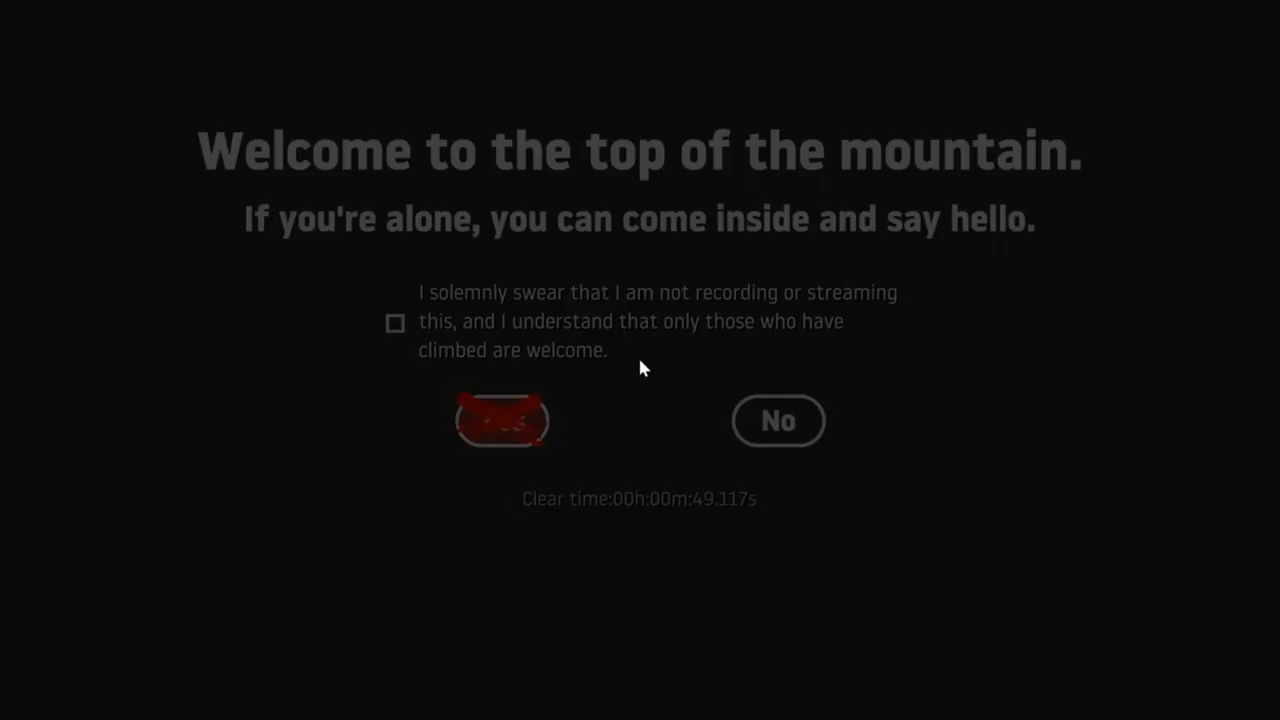 Welcome to the top of the mountain.
If you're alone, you can come inside and say hello.
I solemnly swear that I am not recording or streaming
this, and I understand that only those who have
climbed are welcome.
No
Clear time:00h:00m:49.117s